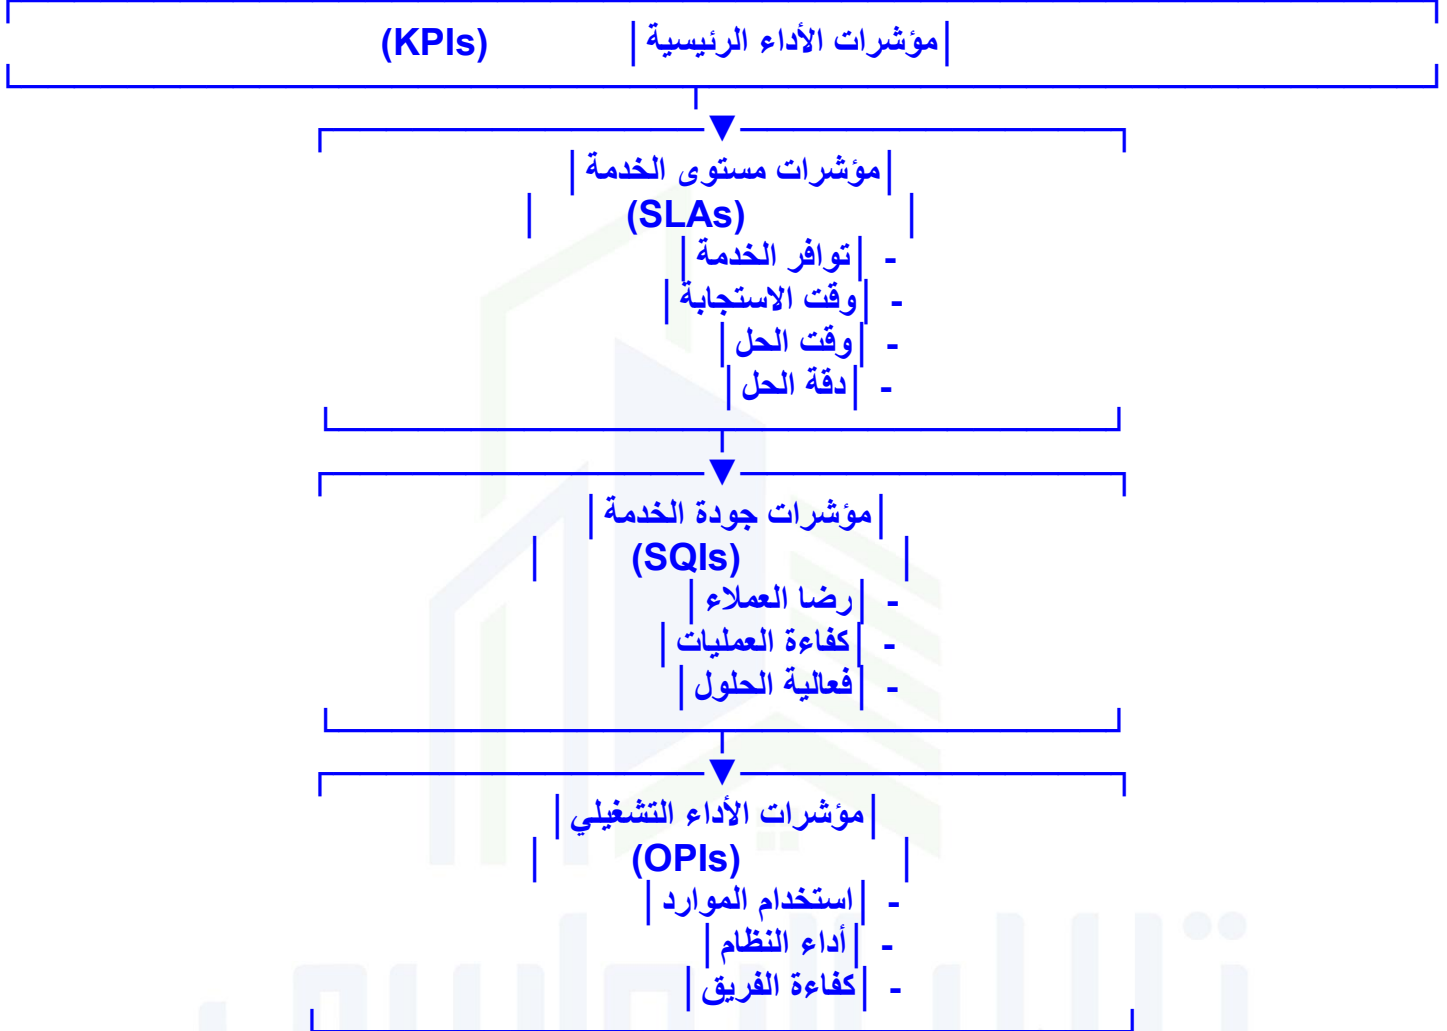 مؤشرات الأداء الرئيسية (KPIs)
مؤشرات مستوى الخدمة
(SLAs)
- توافر الخدمة
- وقت الاستجابة
- وقت الحل
- دقة الحل
مؤشرات جودة الخدمة
(SQIs)
- رضا العملاء
- كفاءة العمليات
- فعالية الحلول
مؤشرات الأداء التشغيلي
(OPIs)
- استخدام الموارد
- أداء النظام
- كفاءة الفريق